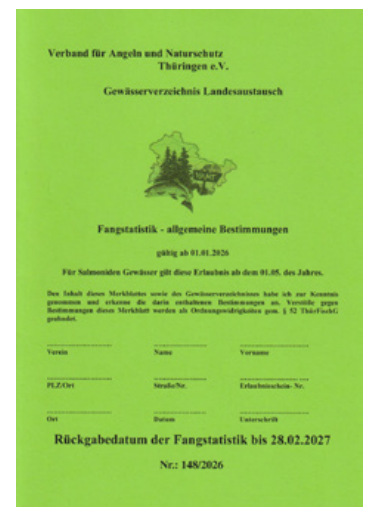 Verband für Angeln und Naturschutz
Thüringen e.V.
Gewässerverzeichnis Landesaustausch
VANT
Fangstatistik - allgemeine Bestimmungen
gültig ab 01.01.2026
Für Salmoniden Gewässer gilt diese Erlaubnis ab dem 01.05. des Jahres.
Den Inhalt dieses Merkblattes sowie des Gewässerverzeichnisses habe ich zur Kenntnis
genommen und erkenne die darin enthaltenen Bestimmungen an. Verstöße gegen
Bestimmungen dieses Merkblatt werden als Ordnungswidrigkeiten gem. § 52 ThürFischG
geahndet.
Verein Name Vorname
PLZ/Ort Straße/Nr. Erlaubnisschein- Nr.
Ort Datum Unterschrift
Rückgabedatum der Fangstatistik bis 28.02.2027
Nr.: 148/2026